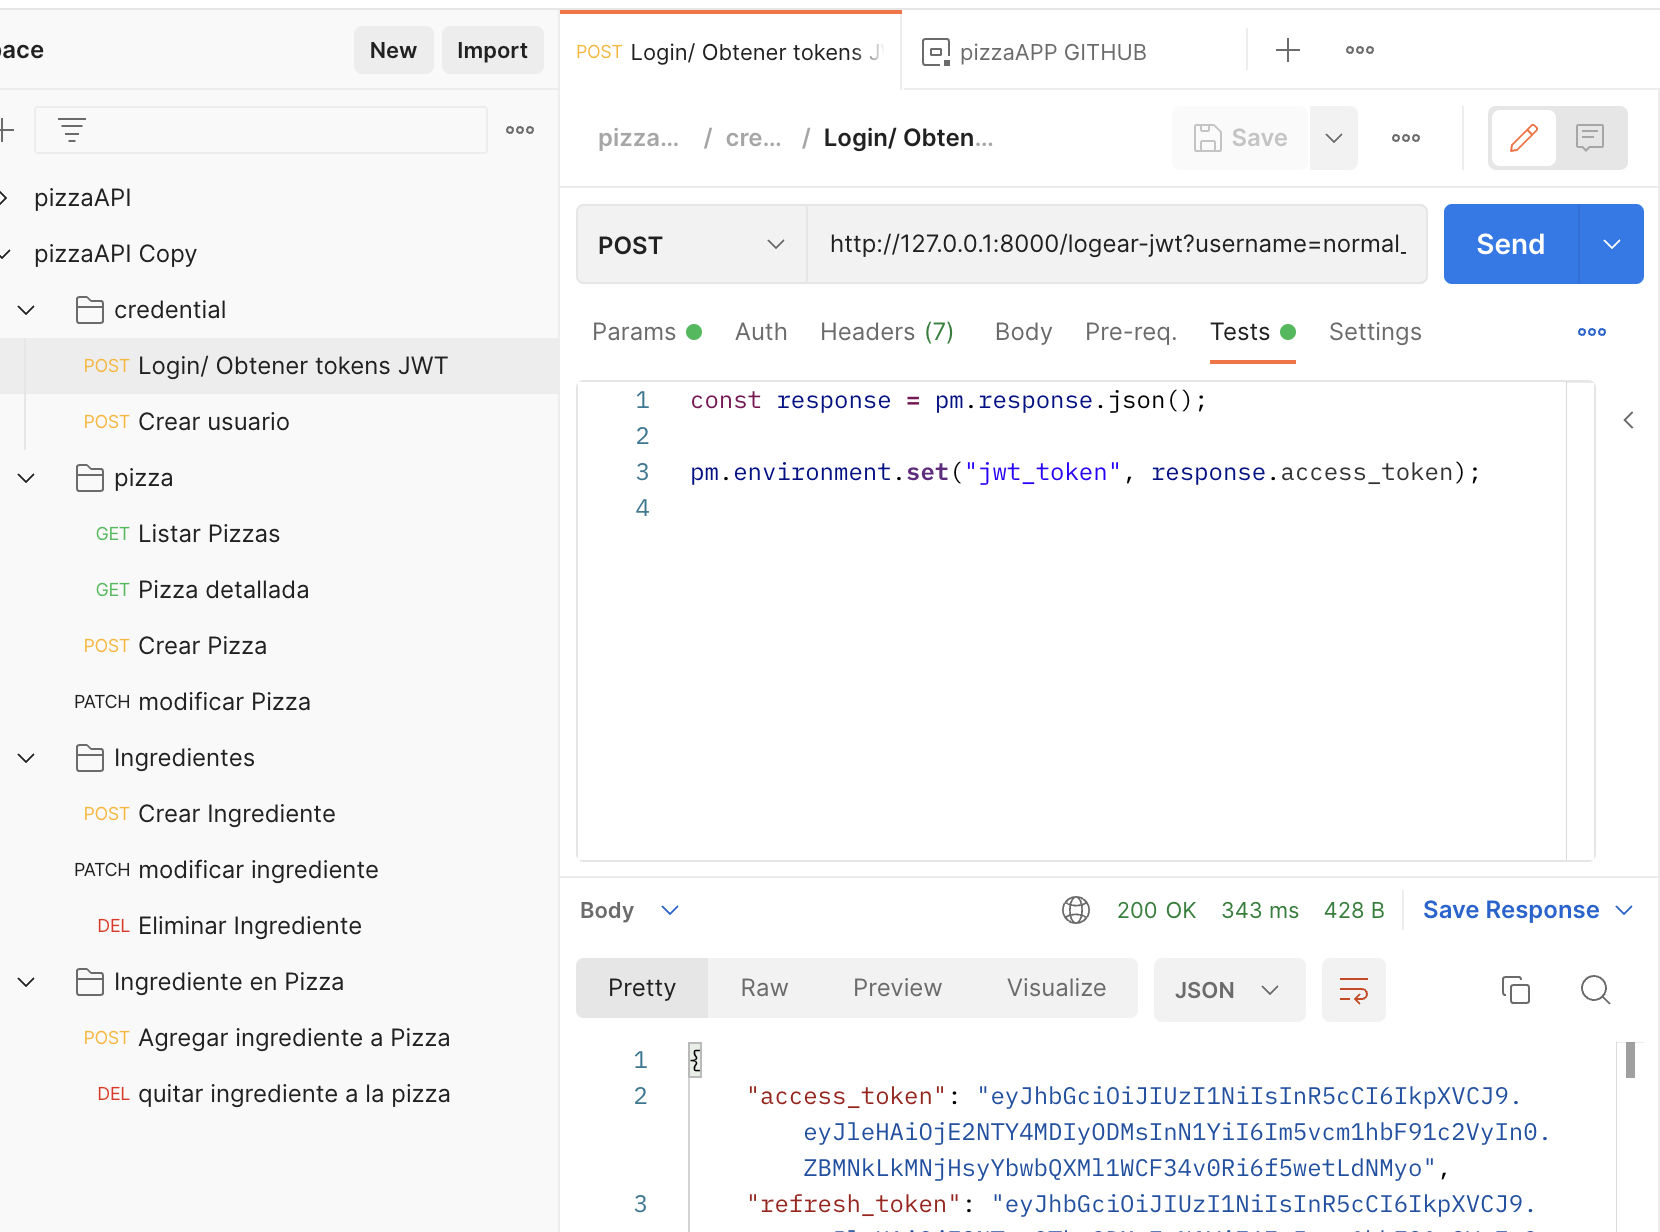 pace
New
Import
pizzaAPI
pizzaAPI Copy
credential
POST Login/ Obtener tokens JWT
POST Crear usuario
pizza
GET Listar Pizzas
GET Pizza detallada
POST Crear Pizza
PATCH modificar Pizza
Ingredientes
POST Crear Ingrediente
PATCH modificar ingrediente
DEL Eliminar Ingrediente
Ingrediente en Pizza
POST Agregar ingrediente a Pizza
DEL quitar ingrediente a la pizza
POST Login/ Obtener tokens JW
pizzaAPP GITHUB
pizza... / cre... / Login/ Obten...
Save
POST
http://127.0.0.1:8000/logear-jwt?username=normal_
Send
Params Auth Headers (7) Body Pre-req. Tests Settings
1 const response = pm.response.json();
2
3 pm.environment.set("jwt_token", response.access_token);
4
Body
200 OK 343 ms 428 B
Save Response
Pretty Raw Preview Visualize
JSON
1 {
2 "access_token": "eyJhbGciOiJIUzI1NiIsInR5cCI6IkpXVCJ9.
eyJleHAiOjE2NTY4MDIyODMsInN1YiI6Im5vcm1hbF91c2VyIn0.
ZBMNkLkMNjHsyYbwbQXMl1WCF34v0Ri6f5wetLdNMyo",
3 "refresh_token": "eyJhbGciOiJIUzI1NiIsInR5cCI6IkpXVCJ9.